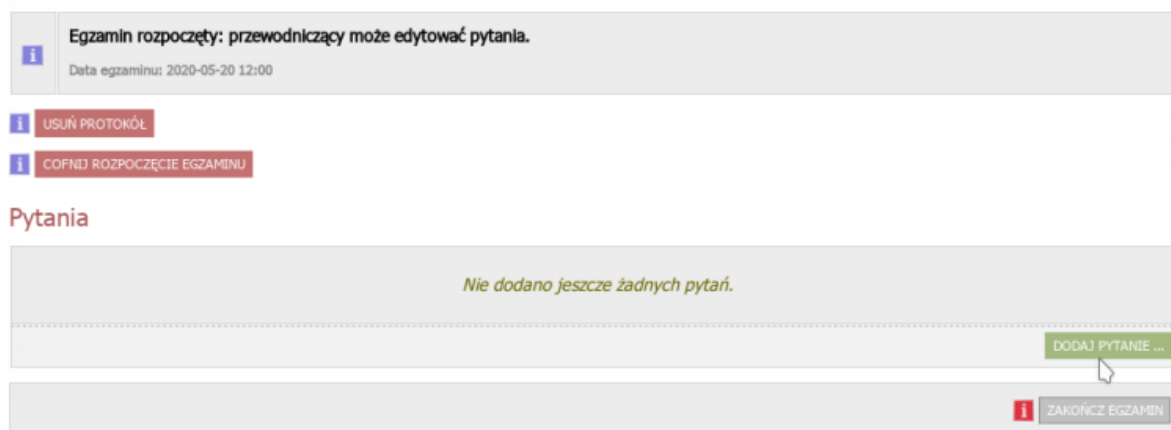 Egzamin rozpoczęty: przewodniczący może edytować pytania.
Data egzaminu: 2020-05-20 12:00
i
i USUŃ PROTOKÓŁ
i COFNIJ ROZPOCZĘCIE EGZAMINU
Pytania
Nie dodano jeszcze żadnych pytań.
DODAJ PYTANIE ...
i ZAKOŃCZ EGZAMIN